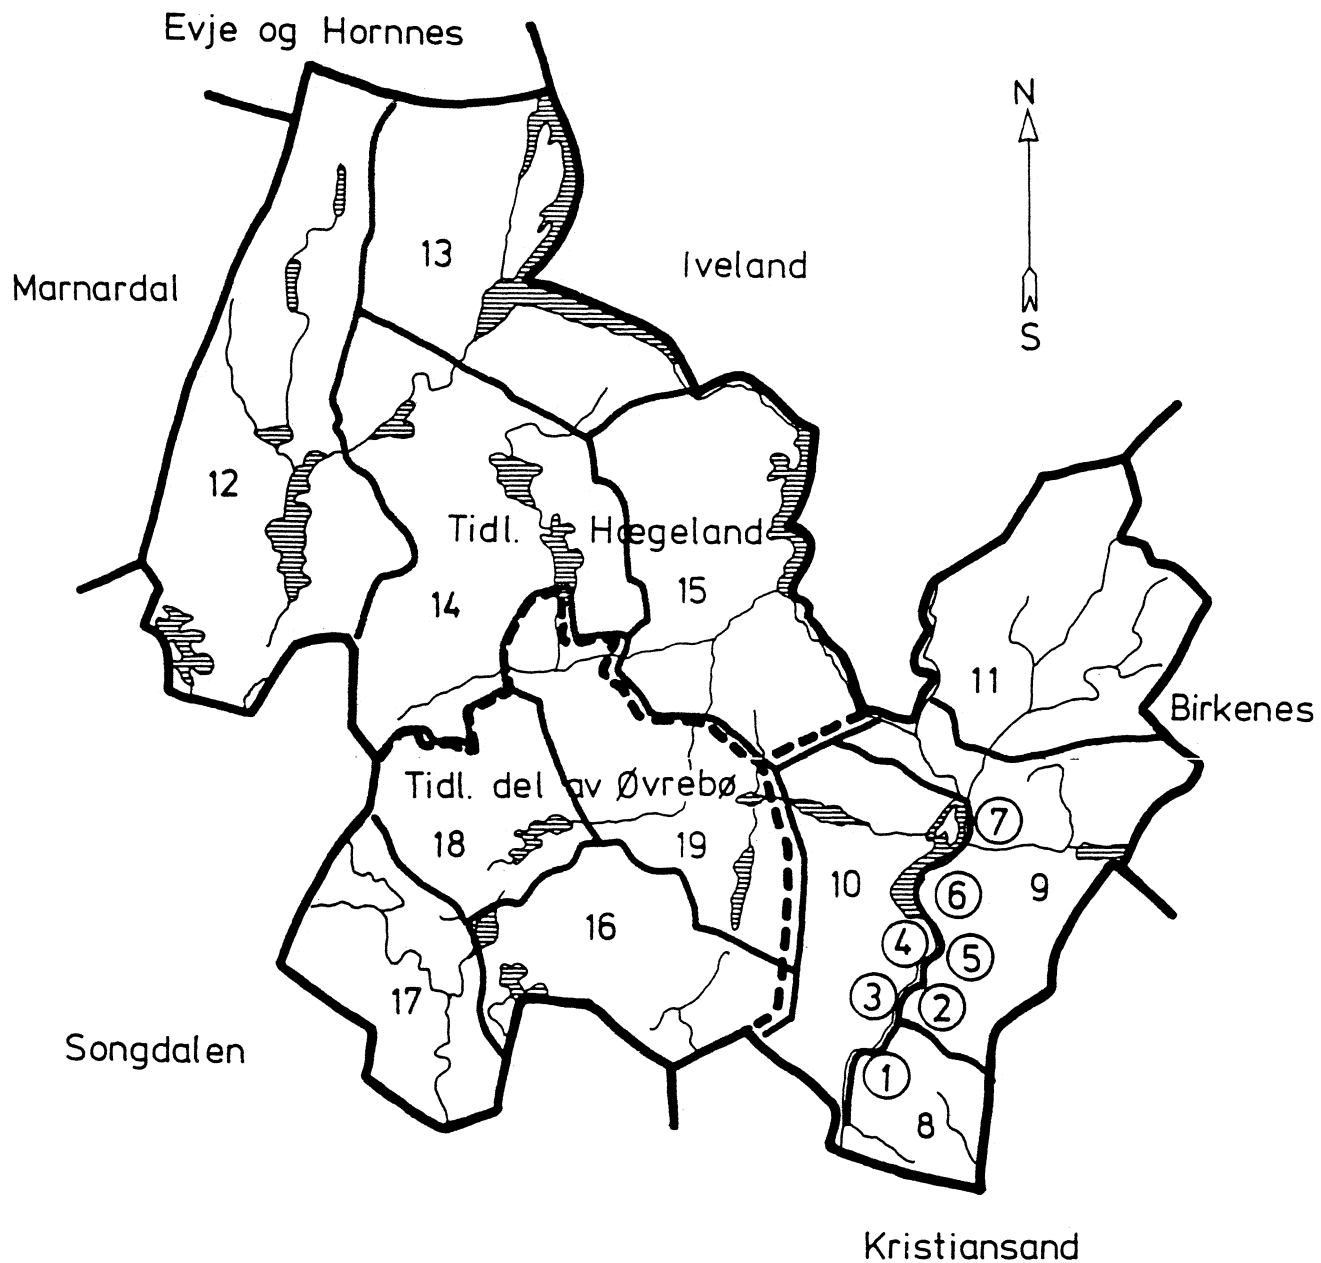 Evje og Hornnes
N
13
Iveland
Marnardal
S
12
Tidl. Hægeland
14
15
11
Birkenes
Tidl. del av Øvrebø
7
18
19
10
6
9
16
4
5
17
3
2
Songdalen
1
8
Kristiansand